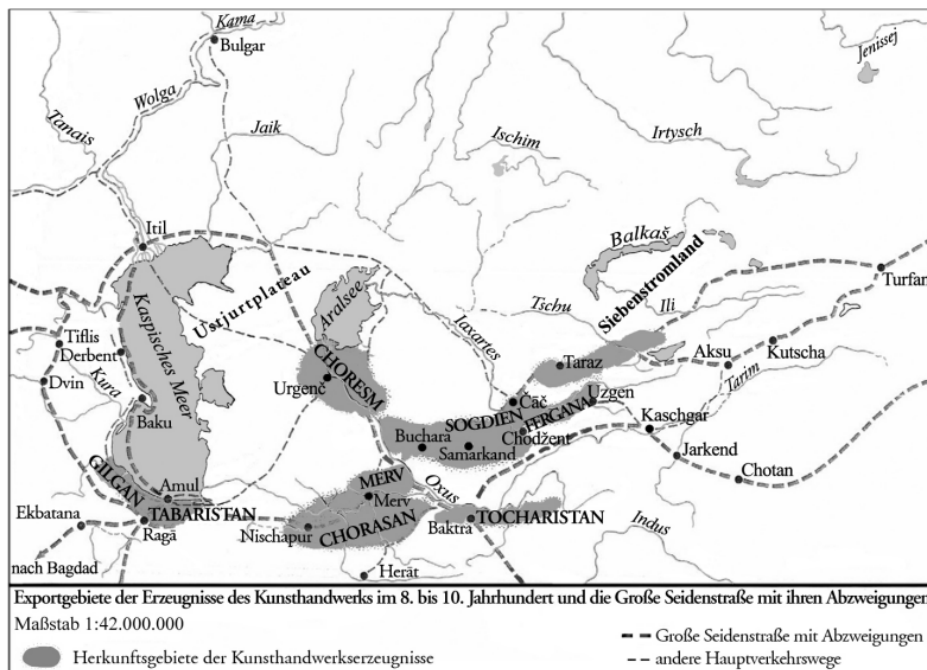 Kama
Bulgar
Jenissej
Wolga
Tanais
Jaik
Ischim
Irtysch
Itil
Balkaš
Siebenstromland
Turfan
Ustjurtplateau
Kaspisches Meer
Aralsee
Tschu
Ili
Iaxartes
Tiflis
Derbent
Taraz
Aksu
Kutscha
Dvin
Kura
Urgenč
CHORESM
Tarim
Baku
Čāč
Uzgen
SOGDIEN
FERGANA
Kaschgar
Buchara
Chodžent
Samarkand
Jarkend
GILGAN
Amul
MERV
Oxus
Chotan
Merv
Ekbatana
TABARISTAN
Ragā
Nischapur
CHORASAN
Baktra
TOCHARISTAN
Indus
nach Bagdad
Herāt
Exportgebiete der Erzeugnisse des Kunsthandwerks im 8. bis 10. Jahrhundert und die Große Seidenstraße mit ihren Abzweigungen
Maßstab 1:42.000.000
Große Seidenstraße mit Abzweigungen
Herkunftsgebiete der Kunsthandwerkserzeugnisse
andere Hauptverkehrswege